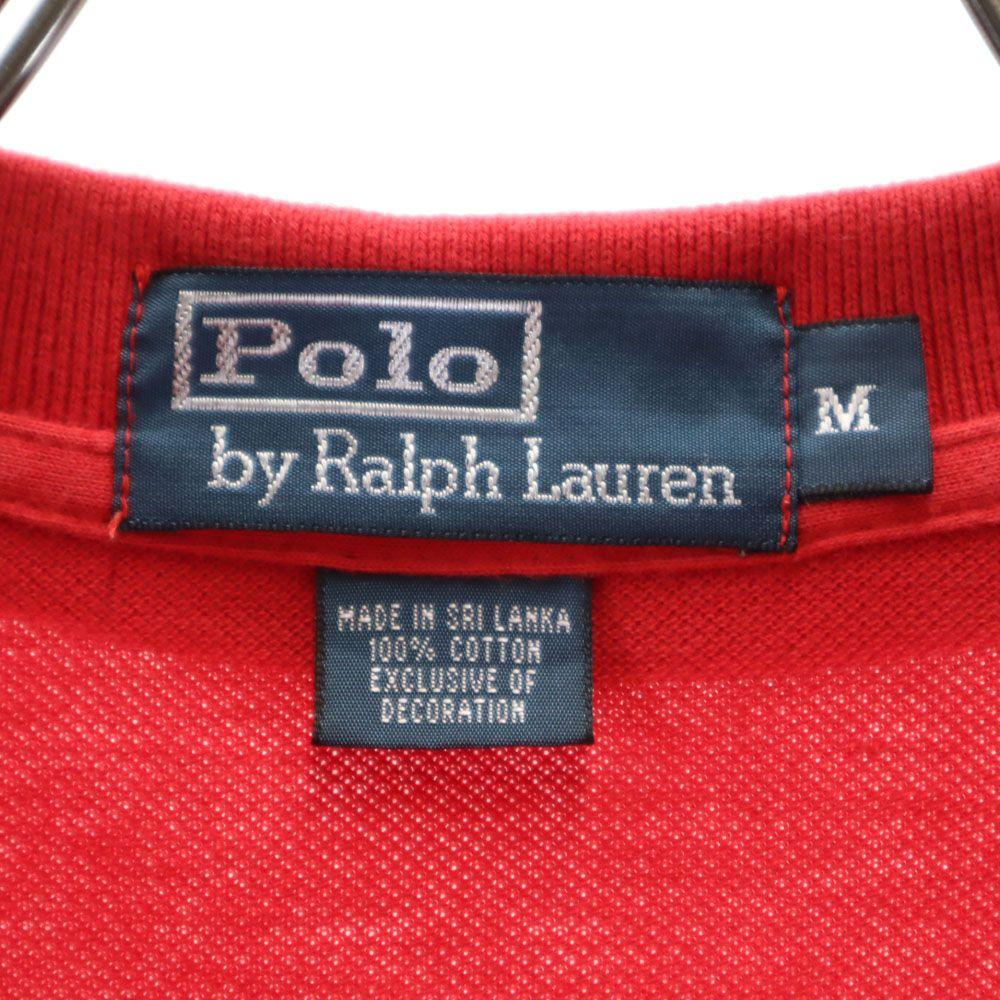 Polo
by Ralph Lauren
M
MADE IN SRI LANKA
100% COTTON
EXCLUSIVE OF
DECORATION